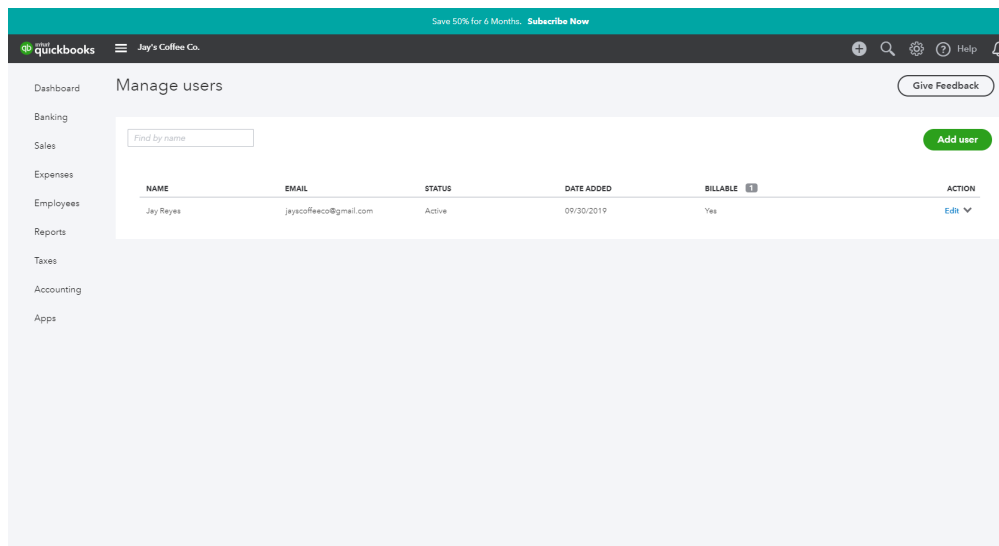 Save 50% for 6 Months. Subscribe Now
qb intuit quickbooks Jay's Coffee Co. Help
Dashboard
Manage users
Give Feedback
Banking
Find by name
Add user
Sales
Expenses
NAME EMAIL STATUS DATE ADDED BILLABLE 1 ACTION
Employees
Jay Reyes jayscoffeeco@gmail.com Active 09/30/2019 Yes Edit
Reports
Taxes
Accounting
Apps